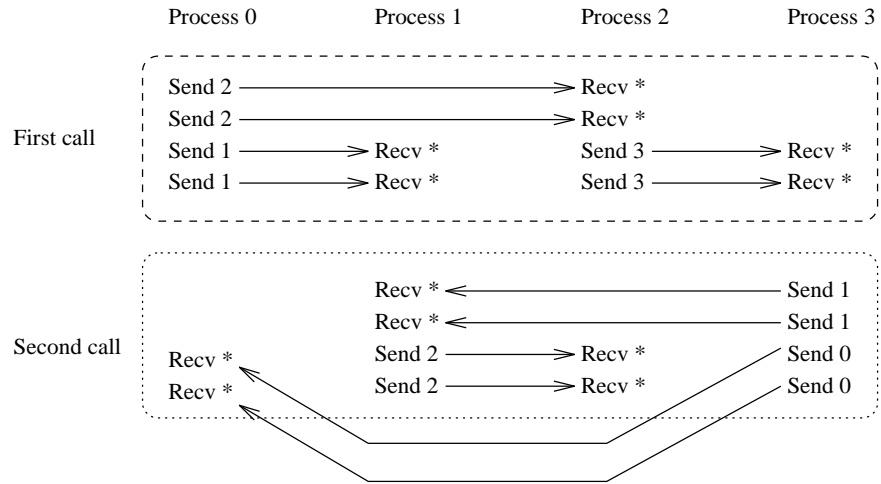 Process 0 Process 1 Process 2 Process 3
Send 2 Recv *
Send 2 Recv *
First call
Send 1 Recv * Send 3 Recv *
Send 1 Recv * Send 3 Recv *
Recv * Send 1
Recv * Send 1
Second call
Recv * Send 2 Recv * Send 0
Recv * Send 2 Recv * Send 0